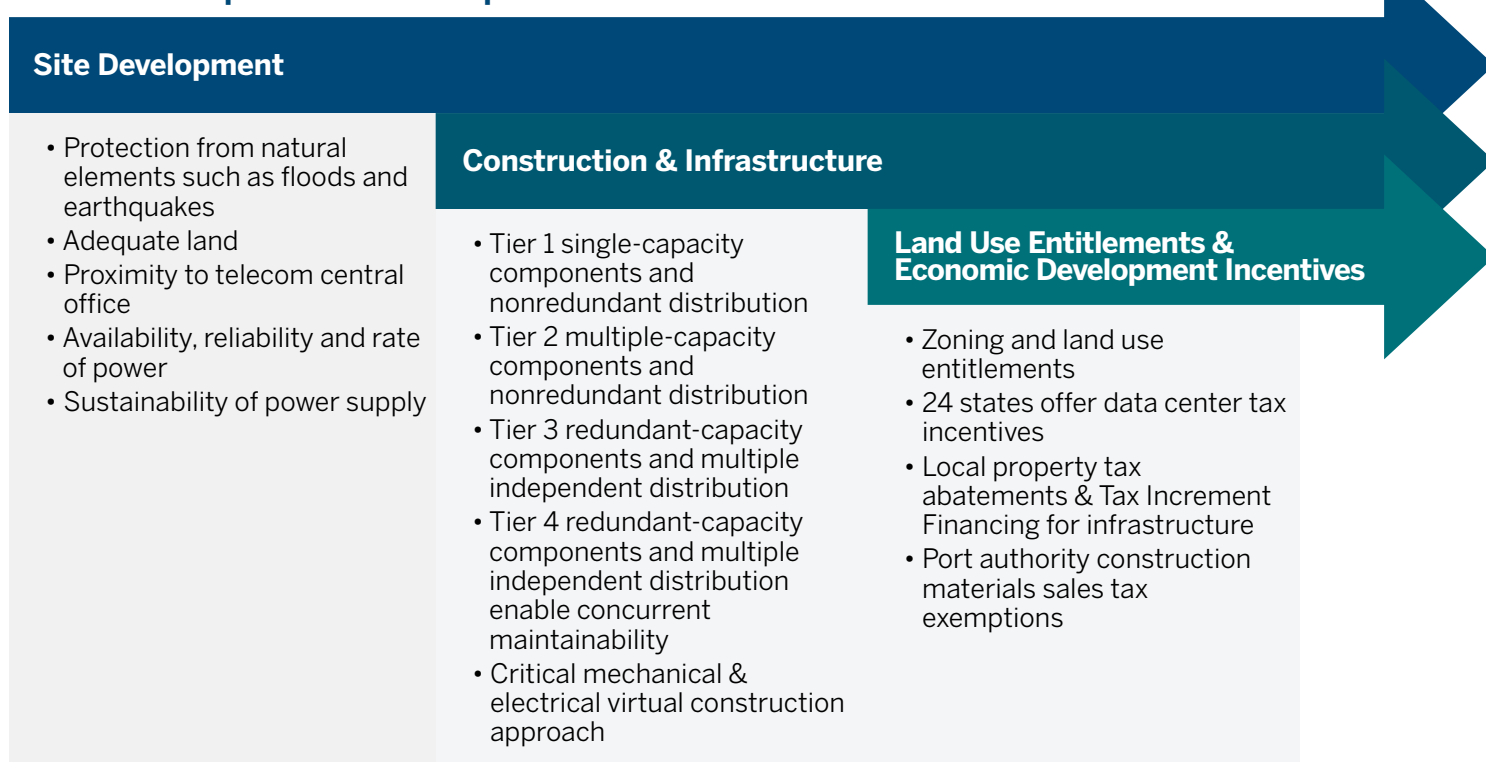 Site Development
• Protection from natural
elements such as floods and
earthquakes
• Adequate land
• Proximity to telecom central
office
• Availability, reliability and rate
of power
• Sustainability of power supply
Construction & Infrastructure
• Tier 1 single-capacity
components and
nonredundant distribution
• Tier 2 multiple-capacity
components and
nonredundant distribution
• Tier 3 redundant-capacity
components and multiple
independent distribution
• Tier 4 redundant-capacity
components and multiple
independent distribution
enable concurrent
maintainability
• Critical mechanical &
electrical virtual construction
approach
Land Use Entitlements &
Economic Development Incentives
• Zoning and land use
entitlements
• 24 states offer data center tax
incentives
• Local property tax
abatements & Tax Increment
Financing for infrastructure
• Port authority construction
materials sales tax
exemptions